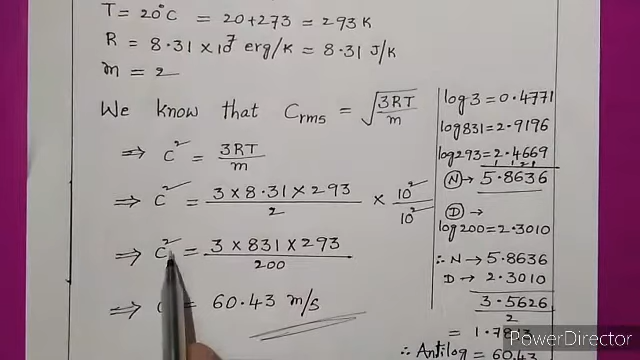 T = 20°C = 20+273 = 293 K
R = 8.31 × 10⁷ erg/K = 8.31 J/K
m = 2
We know that Crms = √(3RT/m)
⇒ C² = 3RT/m
⇒ C² = 3 × 8.31 × 293 / 2 × 10²/10²
⇒ C² = 3 × 831 × 293 / 200
⇒ = 60.43 m/s
log 3 = 0.4771
log 831 = 2.9196
log 293 = 2.4669
Ⓝ → 5.8636
Ⓓ →
log 200 = 2.3010
∴ N → 5.8636
D → 2.3010
3.5626
2
= 1.78
∴ Antilog = 60.43
PowerDirector